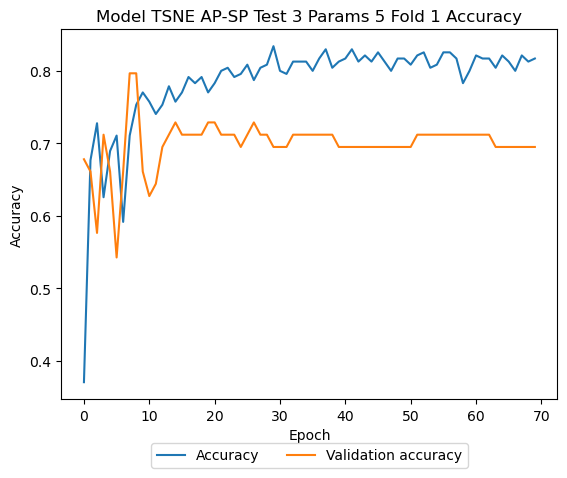 Model TSNE AP-SP Test 3 Params 5 Fold 1 Accuracy
Accuracy
0.8
0.7
0.6
0.5
0.4
0 10 20 30 40 50 60 70
Epoch
Accuracy Validation accuracy